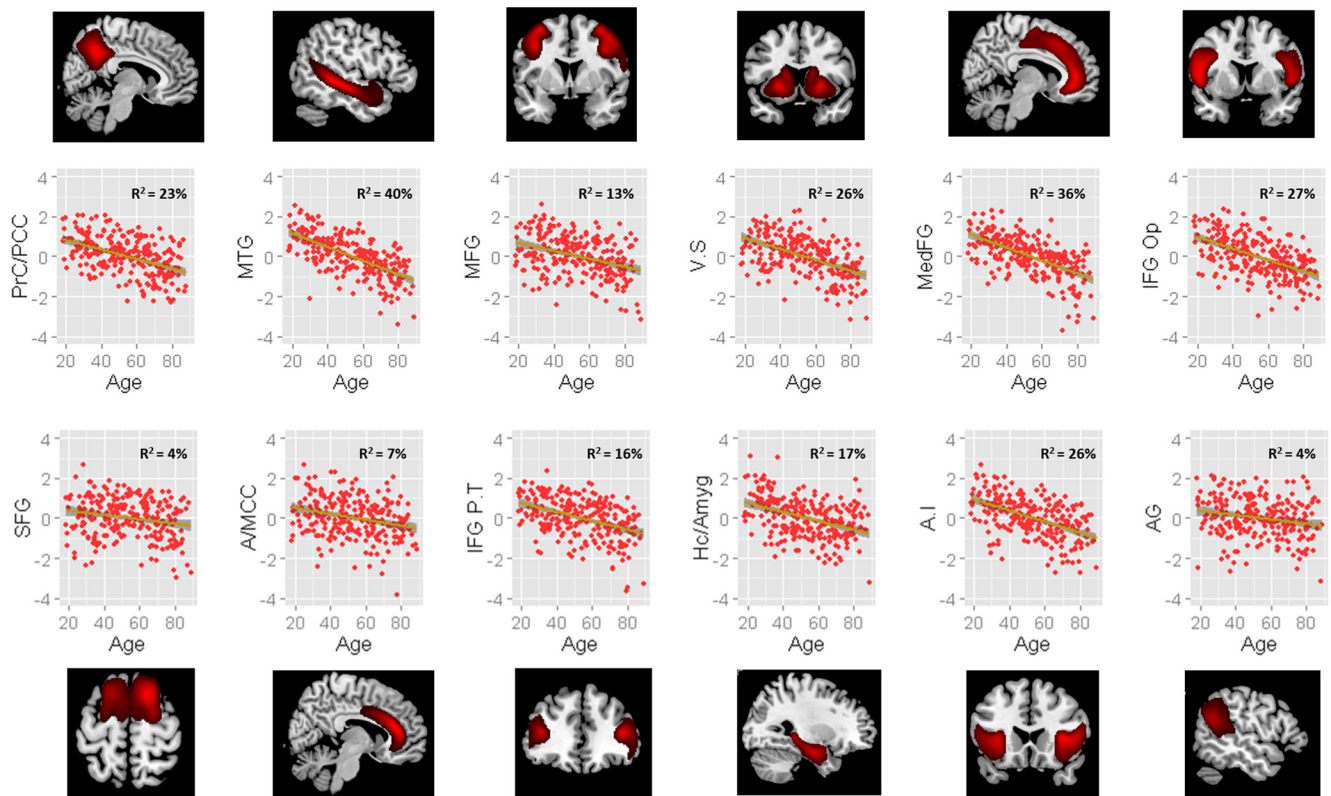 R² = 23%
R² = 40%
R² = 13%
R² = 26%
R² = 36%
R² = 27%
PrC/PCC
4
2
0
-2
-4
20 40 60 80
Age
MTG
4
2
0
-2
-4
20 40 60 80
Age
MFG
4
2
0
-2
-4
20 40 60 80
Age
V.S
4
2
0
-2
-4
20 40 60 80
Age
MedFG
4
2
0
-2
-4
20 40 60 80
Age
IFG Op
4
2
0
-2
-4
20 40 60 80
Age
R² = 4%
R² = 7%
R² = 16%
R² = 17%
R² = 26%
R² = 4%
SFG
4
2
0
-2
-4
20 40 60 80
Age
A/MCC
4
2
0
-2
-4
20 40 60 80
Age
IFG P.T
4
2
0
-2
-4
20 40 60 80
Age
Hc/Amyg
4
2
0
-2
-4
20 40 60 80
Age
A.I
4
2
0
-2
-4
20 40 60 80
Age
AG
4
2
0
-2
-4
20 40 60 80
Age